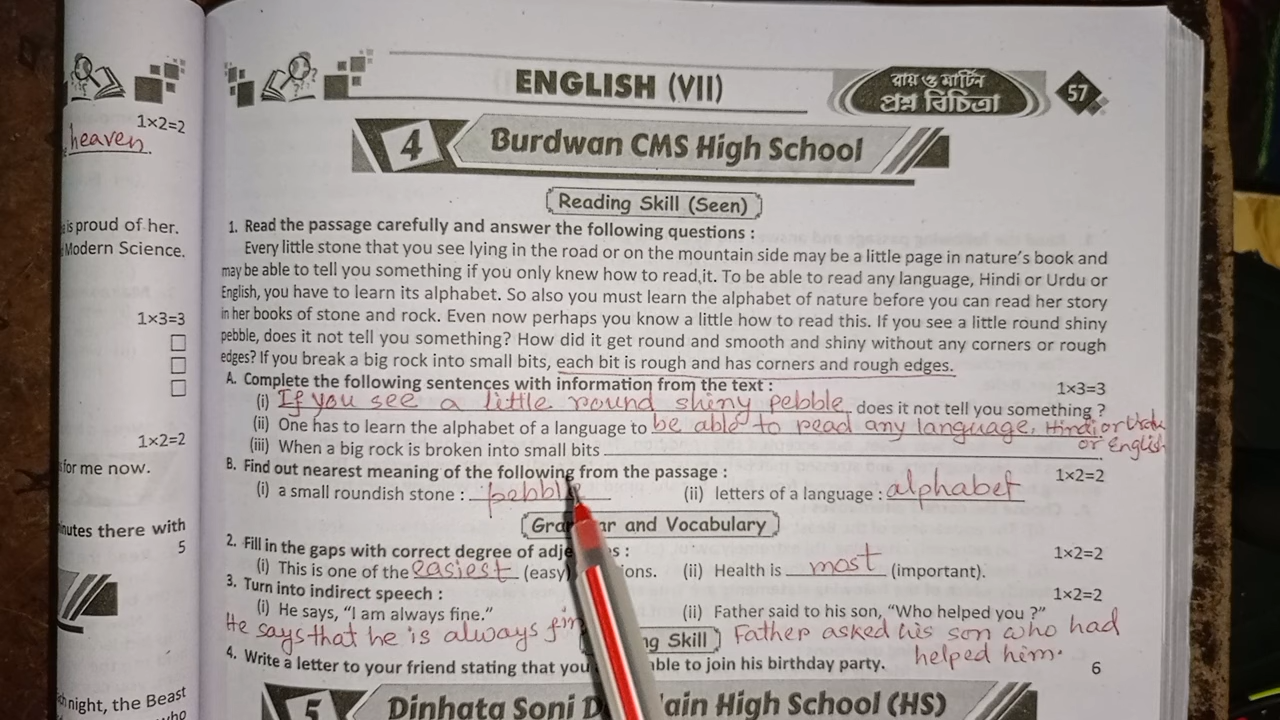 ENGLISH (VII)
রায় ও মার্টিন
প্রশ্ন বিচিত্রা
57
4 Burdwan CMS High School
Reading Skill (Seen)
1. Read the passage carefully and answer the following questions :
Every little stone that you see lying in the road or on the mountain side may be a little page in nature's book and
may be able to tell you something if you only knew how to read it. To be able to read any language, Hindi or Urdu or
English, you have to learn its alphabet. So also you must learn the alphabet of nature before you can read her story
in her books of stone and rock. Even now perhaps you know a little how to read this. If you see a little round shiny
pebble, does it not tell you something? How did it get round and smooth and shiny without any corners or rough
edges? If you break a big rock into small bits, each bit is rough and has corners and rough edges.
A. Complete the following sentences with information from the text : 1×3=3
(i) If you see a little round shiny pebble does it not tell you something ?
(ii) One has to learn the alphabet of a language to be able to read any language, Hindi or Urdu
or English
(iii) When a big rock is broken into small bits
B. Find out nearest meaning of the following from the passage : 1×2=2
(i) a small roundish stone : pebble (ii) letters of a language : alphabet
Grammar and Vocabulary
2. Fill in the gaps with correct degree of : 1×2=2
(i) This is one of the easiest (easy) (ii) Health is most (important).
3. Turn into indirect speech : 1×2=2
(i) He says, "I am always fine." (ii) Father said to his son, "Who helped you ?"
He says that he is always Father asked his son who had
helped him.
Skill
4. Write a letter to your friend stating that you to join his birthday party. 6
5 Dinhata Soni High School (HS)
1×2=2
heaven.
is proud of her.
Modern Science.
1×3=3
1×2=2
for me now.
there with
5
night, the Beast